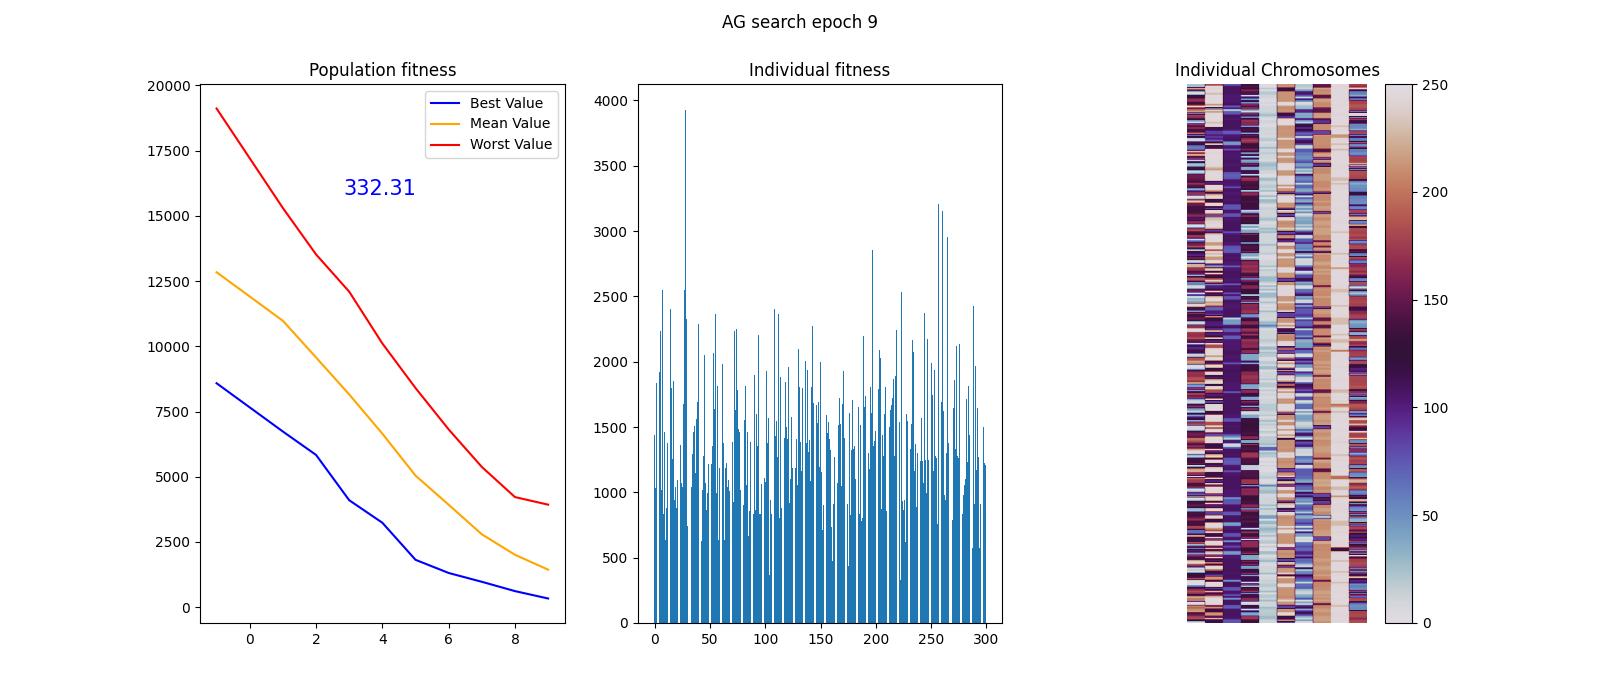 AG search epoch 9
Population fitness
20000
17500
15000
12500
10000
7500
5000
2500
0
0 2 4 6 8
Best Value
Mean Value
Worst Value
332.31
Individual fitness
4000
3500
3000
2500
2000
1500
1000
500
0
0 50 100 150 200 250 300
Individual Chromosomes
250
200
150
100
50
0